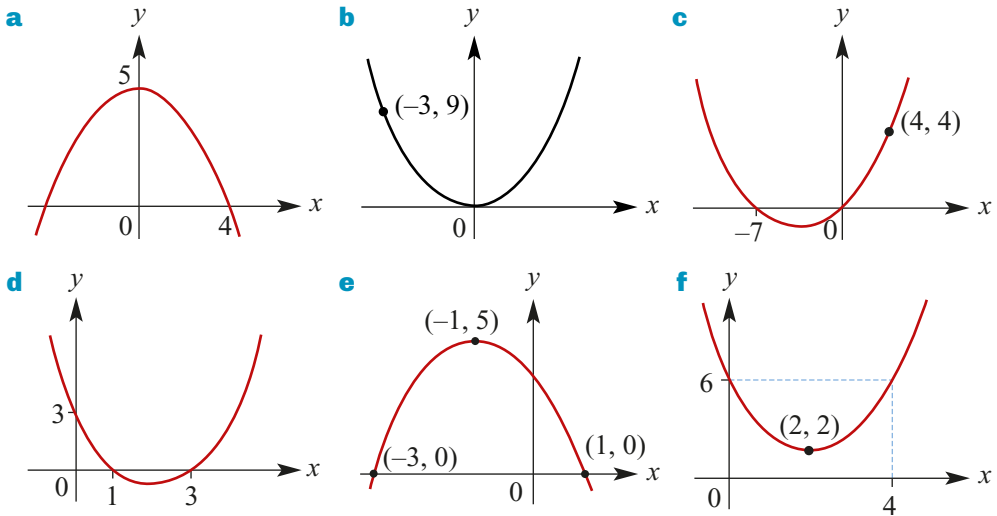 a
y
5
0
4
x
b
y
(–3, 9)
0
x
c
y
(4, 4)
–7
0
x
d
y
3
0
1
3
x
e
y
(–1, 5)
(–3, 0)
(1, 0)
0
x
f
y
6
(2, 2)
0
4
x